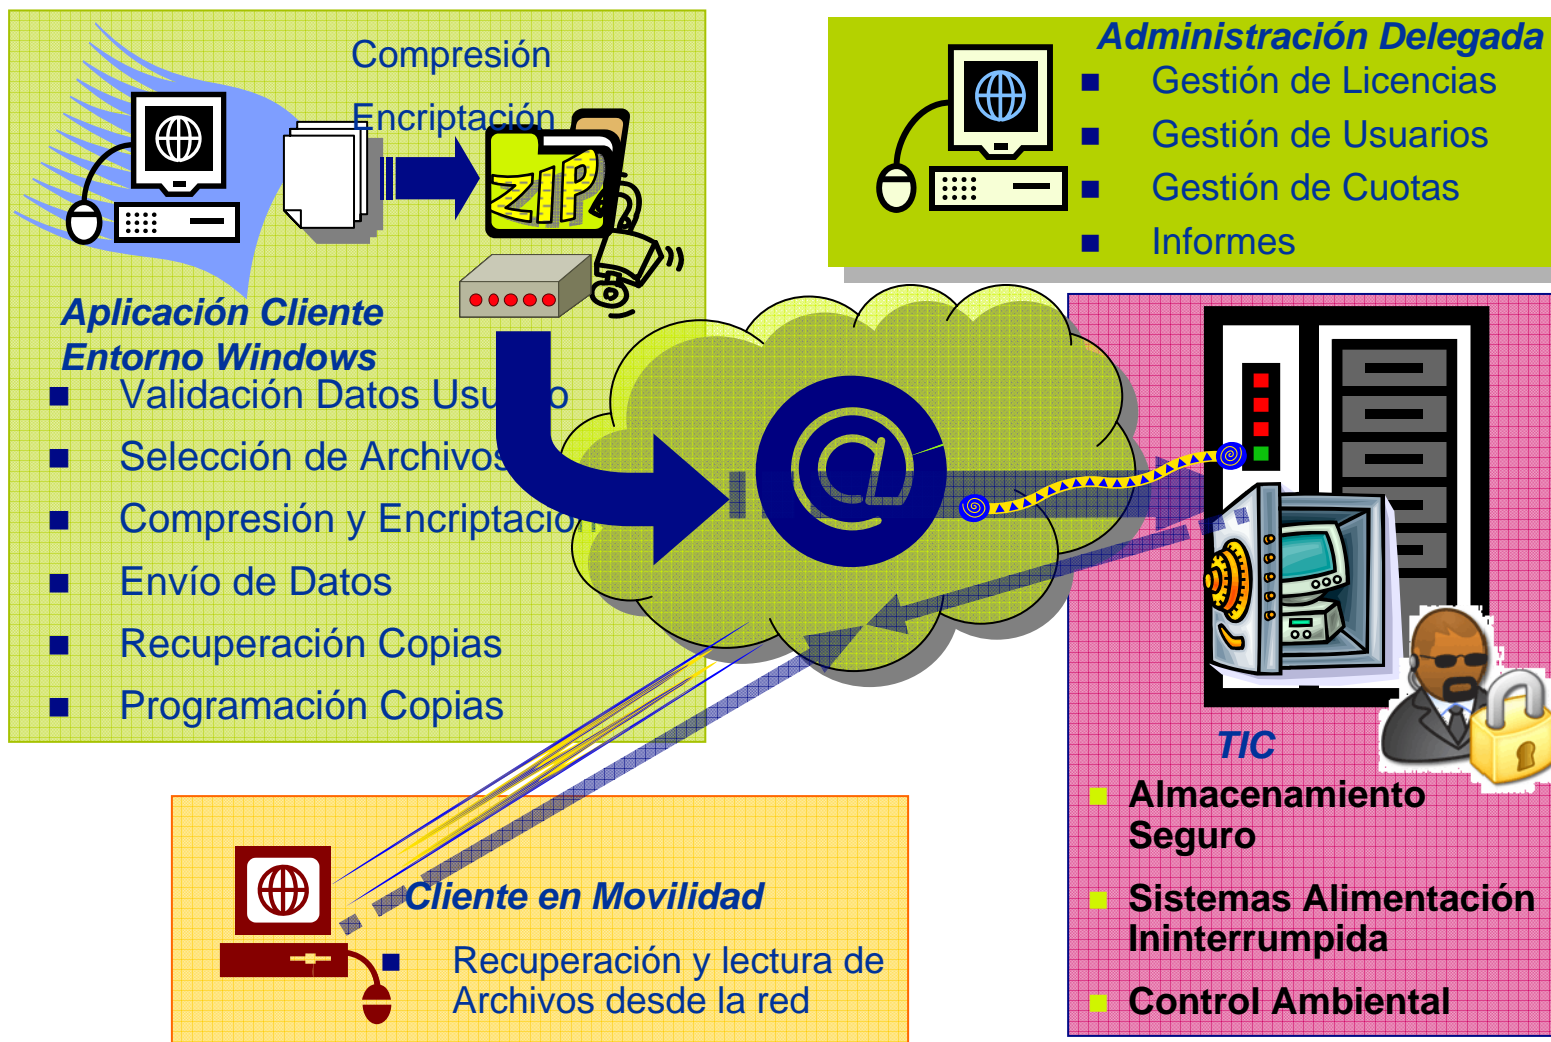 Compresión
Encriptación
ZIP
Aplicación Cliente
Entorno Windows
Validación Datos Usuario
Selección de Archivos
Compresión y Encriptación
Envío de Datos
Recuperación Copias
Programación Copias
Administración Delegada
Gestión de Licencias
Gestión de Usuarios
Gestión de Cuotas
Informes
@
TIC
Almacenamiento
Seguro
Sistemas Alimentación
Ininterrumpida
Control Ambiental
Cliente en Movilidad
Recuperación y lectura de
Archivos desde la red